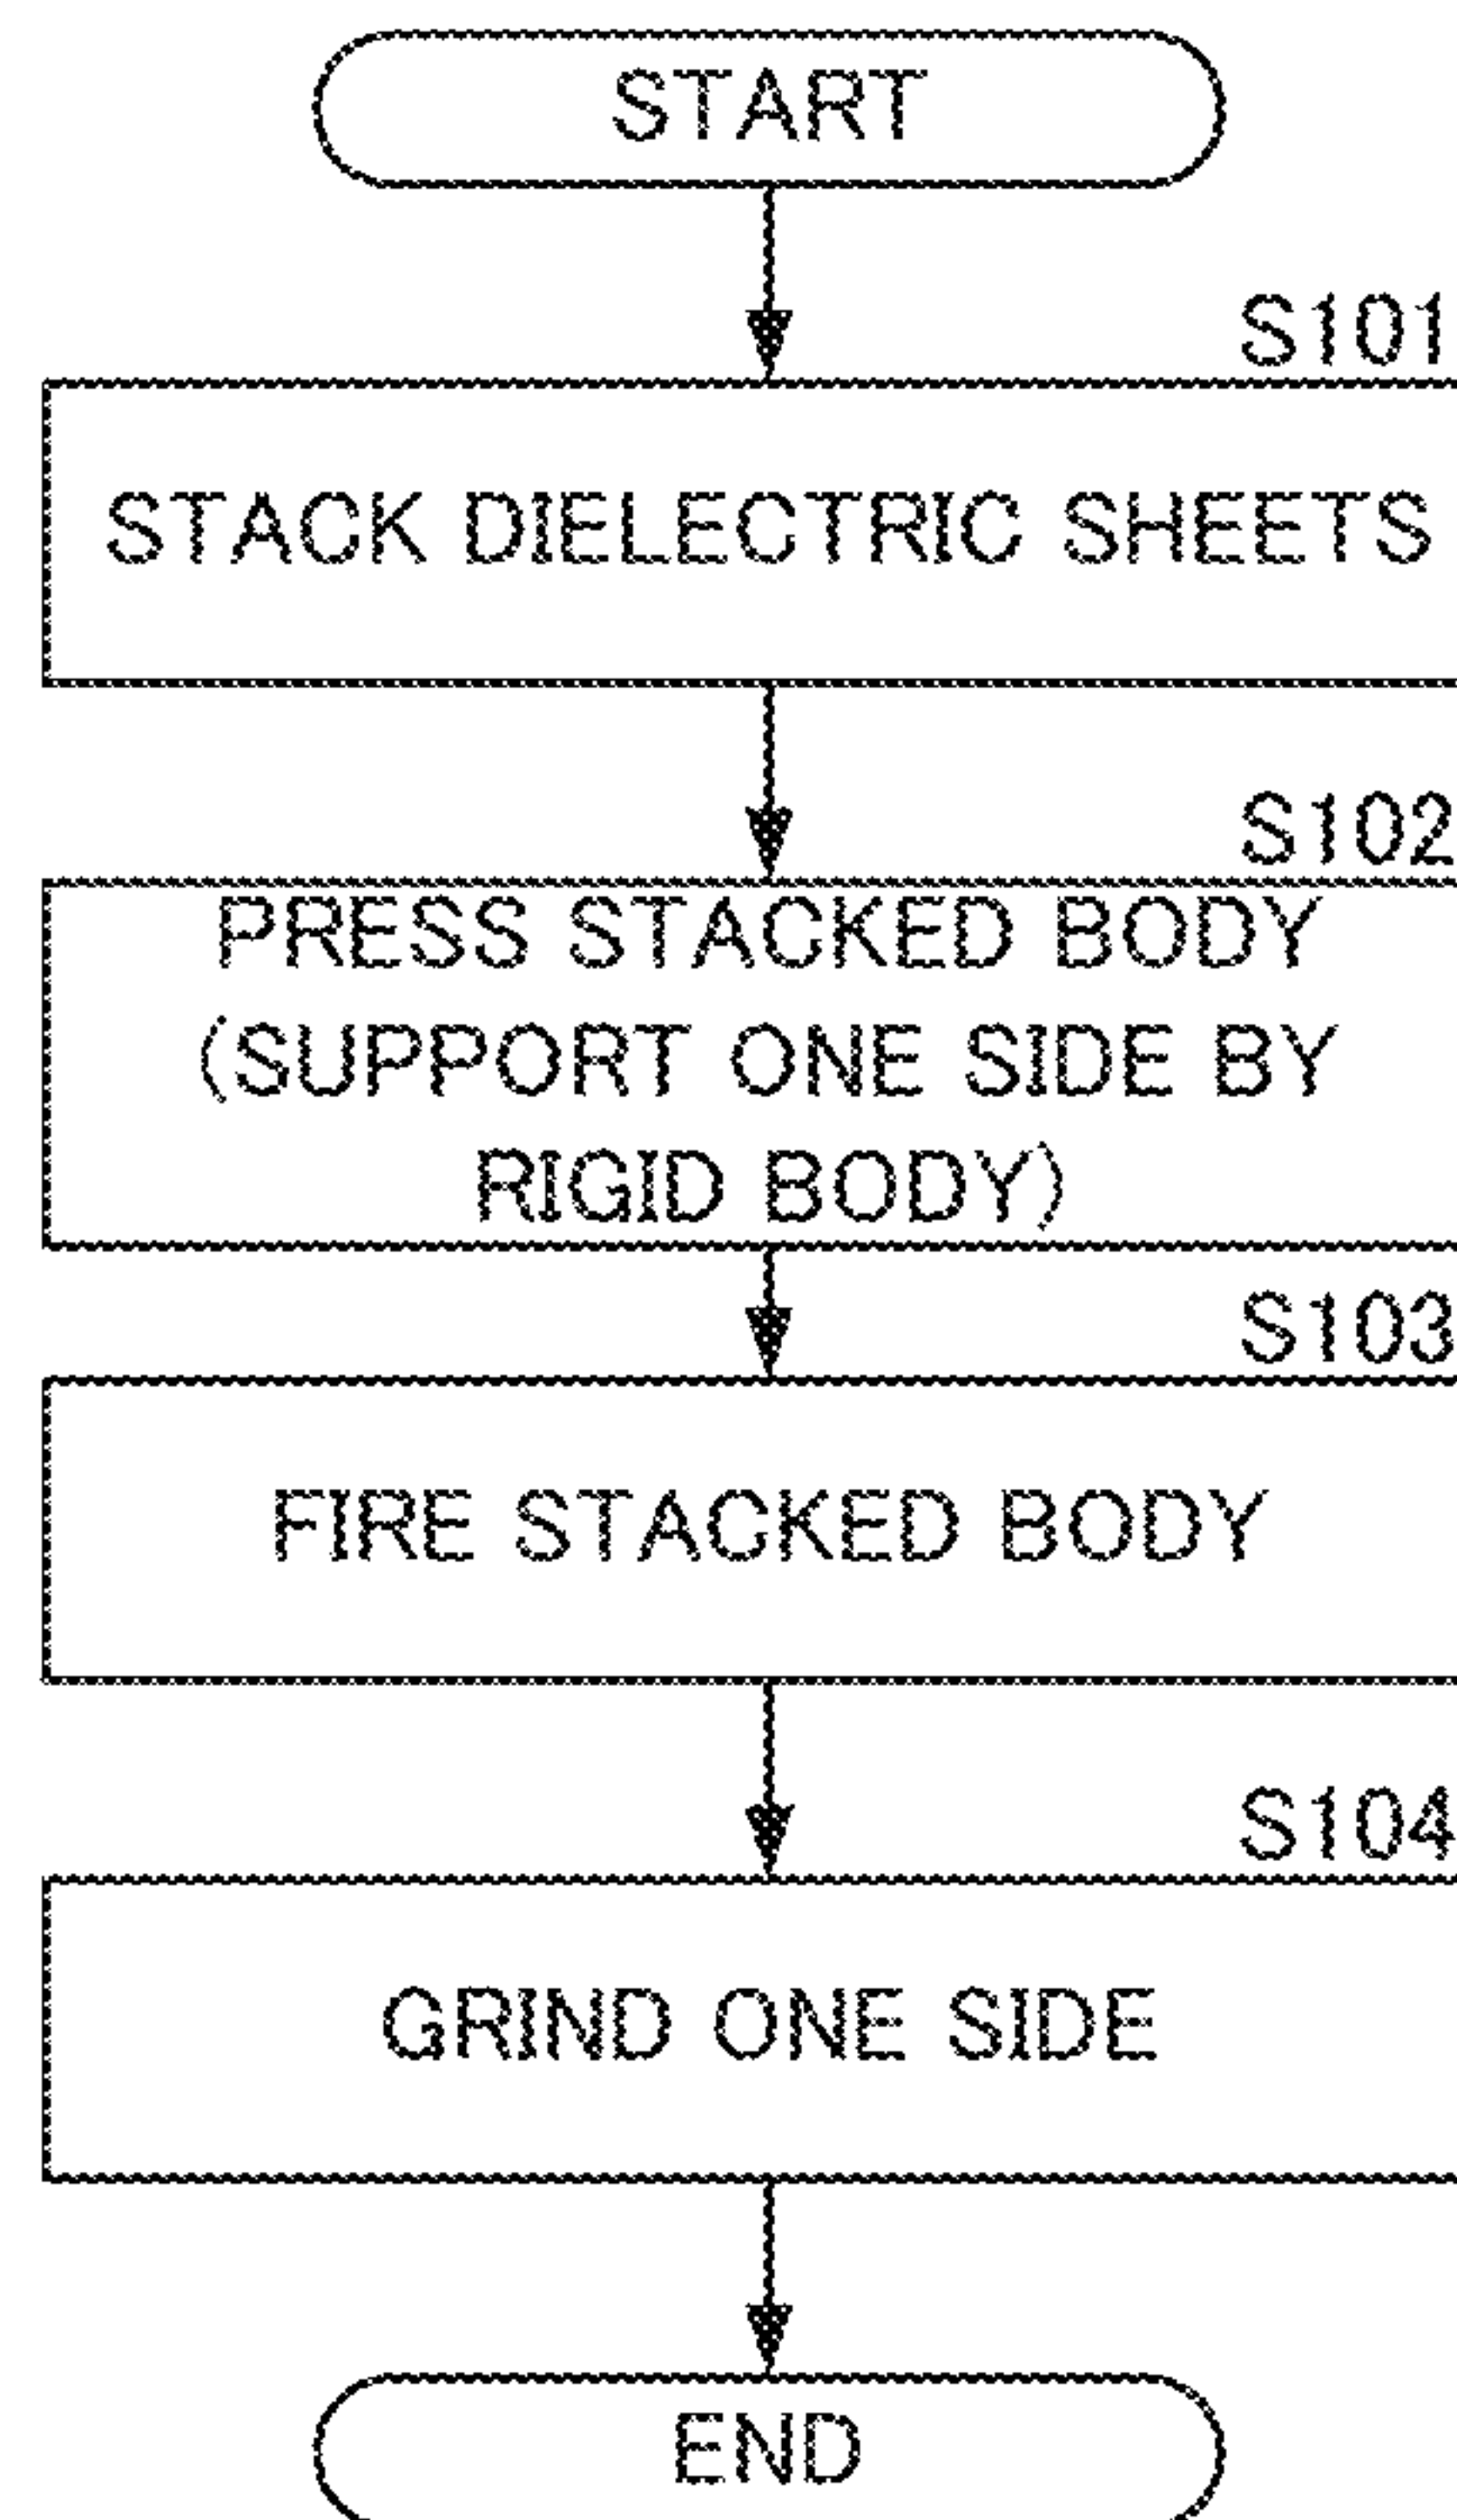 START
S101
STACK DIELECTRIC SHEETS
S102
PRESS STACKED BODY
(SUPPORT ONE SIDE BY
RIGID BODY)
S103
FIRE STACKED BODY
S104
GRIND ONE SIDE
END